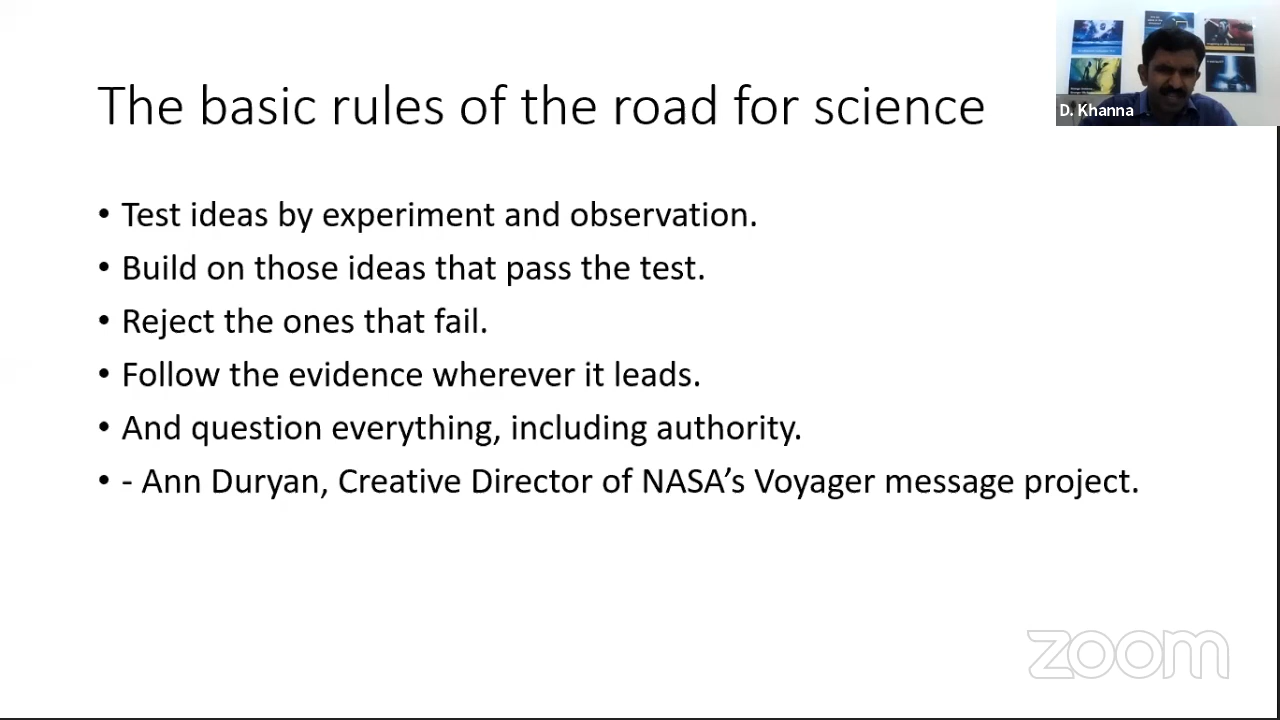 The basic rules of the road for science
D. Khanna
• Test ideas by experiment and observation.
• Build on those ideas that pass the test.
• Reject the ones that fail.
• Follow the evidence wherever it leads.
• And question everything, including authority.
• - Ann Duryan, Creative Director of NASA’s Voyager message project.
zoom